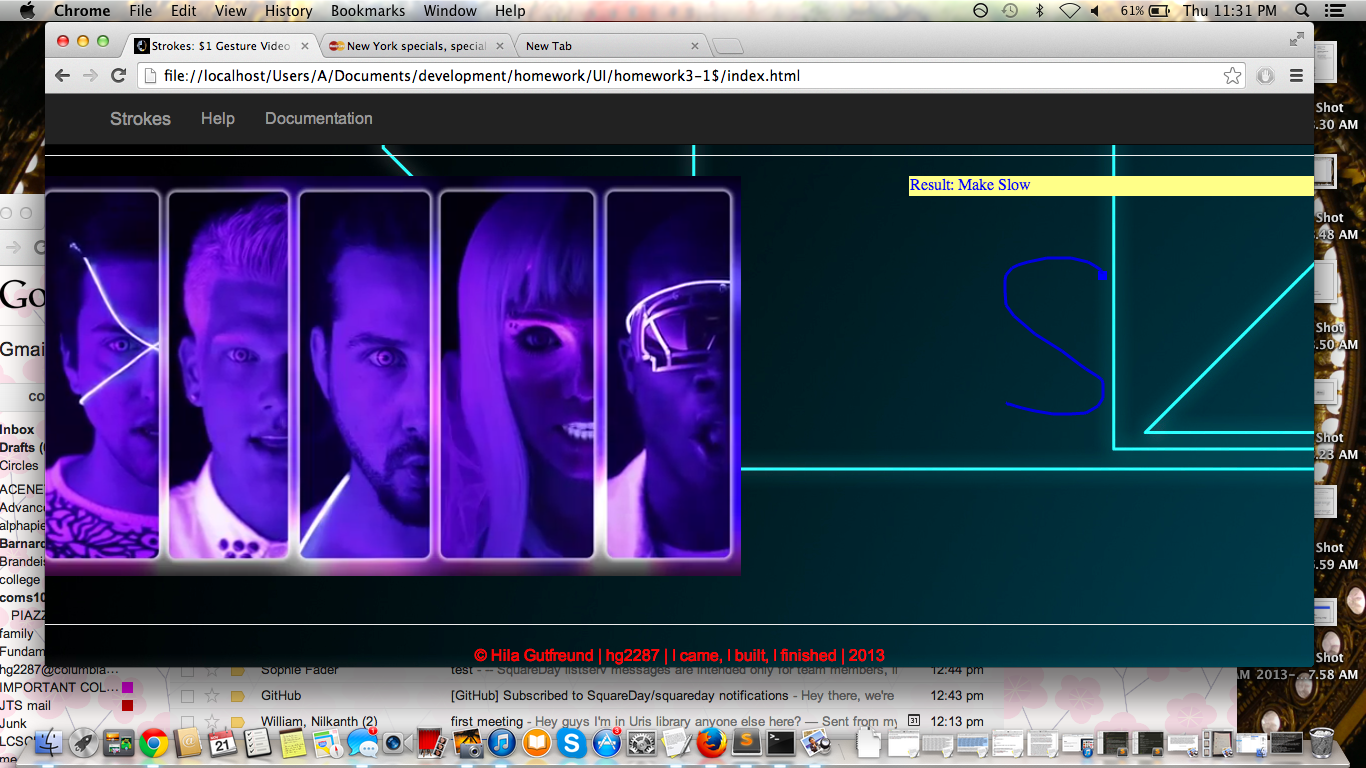 Chrome File Edit View History Bookmarks Window Help 61% Thu 11:31 PM
Strokes: $1 Gesture Video New York specals, special New Tab
file://localhost/Users/A/Documents/development/homework/UI/homework3-1$/index.html
Strokes Help Documentation
Result: Make Slow
Shot
.30 AM
Shot
.48 AM
Shot
.50 AM
Shot
.23 AM
Shot
.59 AM
Shot
AM 2013-...7.58 AM
Go
Gmai
co
Inbox
Drafts (
Circles
ACENE
Advanc
alphapie
Barnard
Brandeis
college
coms10
PIAZZ
family
Fundam
hg2287@columbia...
IMPORTANT COL...
JTS mail
Junk
LCSC
me
© Hila Gutfreund | hg2287 | I came, I built, I finished | 2013
Sophie Fader test - -- SquareDay listserv messages are intended only for team members, 12:44 pm
GitHub [GitHub] Subscribed to SquareDay/squareday notifications - Hey there, we're 12:43 pm
William, Nilkanth (2) first meeting - Hey guys I'm in Uris library anyone else here? — Sent from my 31 12:13 pm
21
1
3